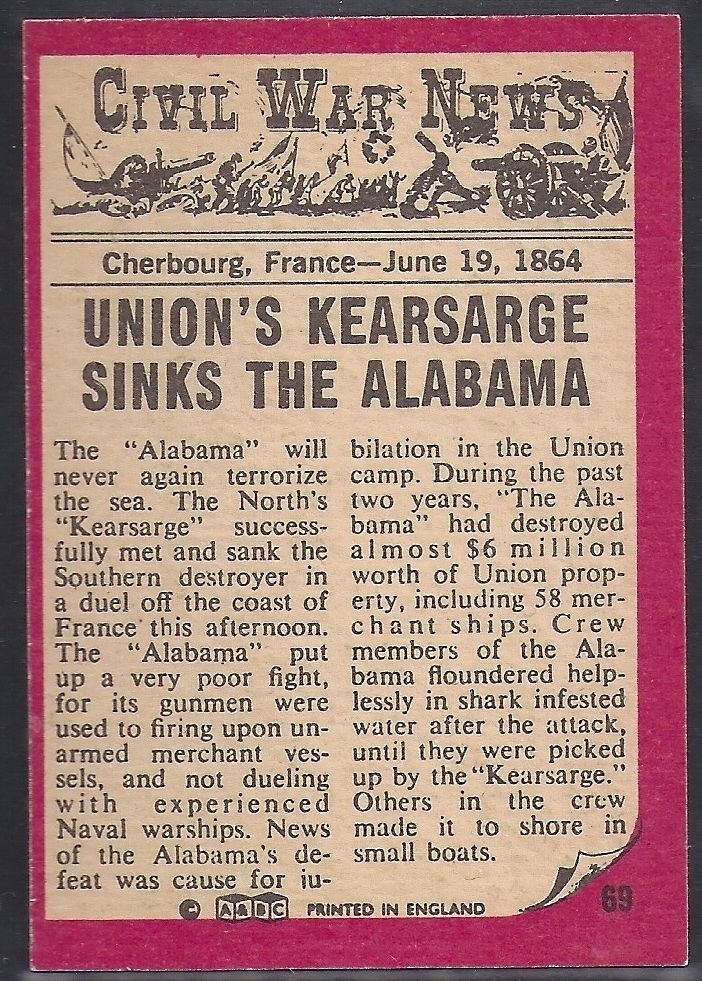 CIVIL WAR NEWS
Cherbourg, France—June 19, 1864
UNION'S KEARSARGE
SINKS THE ALABAMA
The "Alabama" will
never again terrorize
the sea. The North's
"Kearsarge" success-
fully met and sank the
Southern destroyer in
a duel off the coast of
France this afternoon.
The "Alabama" put
up a very poor fight,
for its gunmen were
used to firing upon un-
armed merchant ves-
sels, and not dueling
with experienced
Naval warships. News
of the Alabama's de-
feat was cause for iu-
bilation in the Union
camp. During the past
two years, "The Ala-
bama" had destroyed
almost $6 million
worth of Union prop-
erty, including 58 mer-
chant ships. Crew
members of the Ala-
bama floundered help-
lessly in shark infested
water after the attack,
until they were picked
up by the "Kearsarge."
Others in the crew
made it to shore in
small boats.
© A&BC PRINTED IN ENGLAND
69